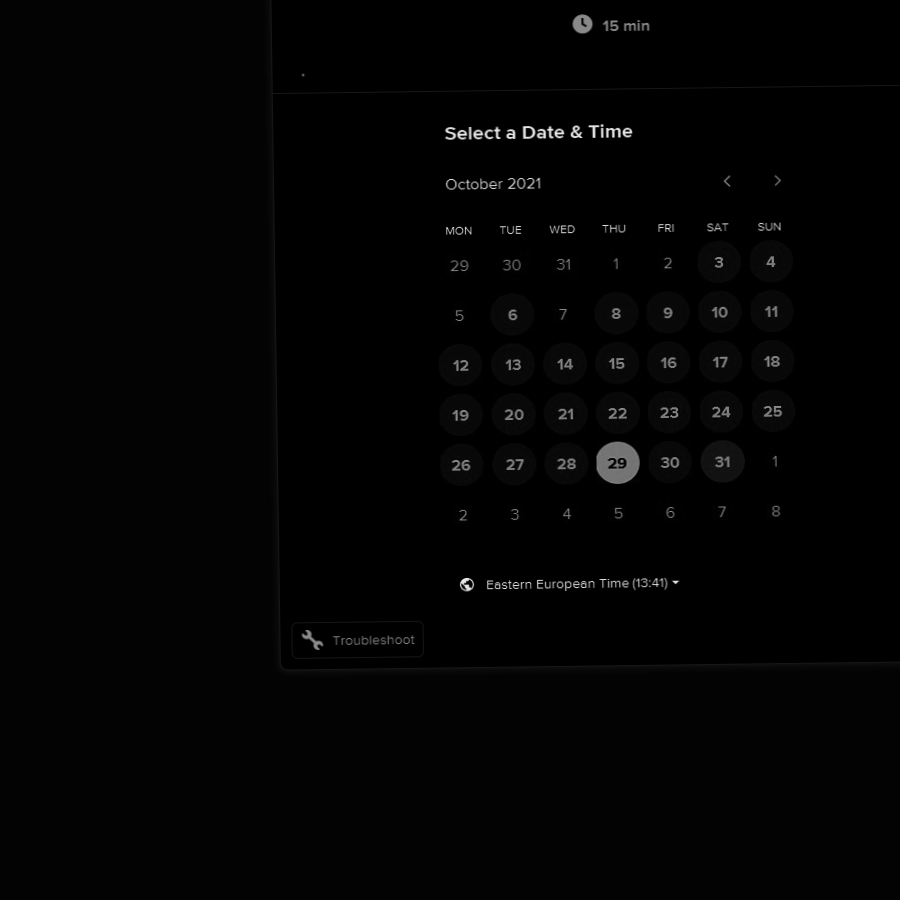 15 min
Select a Date & Time
October 2021
MON TUE WED THU FRI SAT SUN
29 30 31 1 2 3 4
5 6 7 8 9 10 11
12 13 14 15 16 17 18
19 20 21 22 23 24 25
26 27 28 29 30 31 1
2 3 4 5 6 7 8
Eastern European Time (13:41)
Troubleshoot